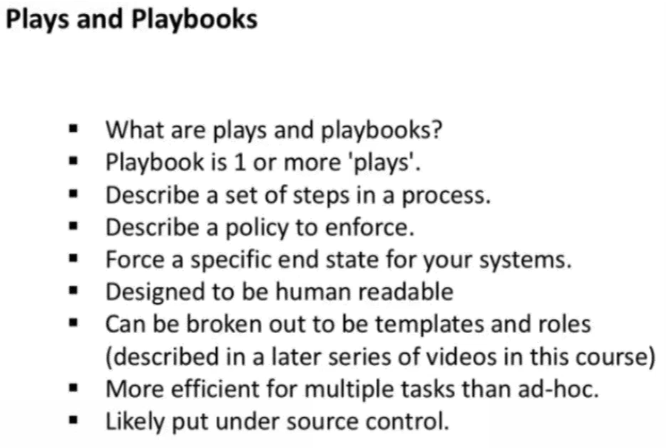 Plays and Playbooks
▪ What are plays and playbooks?
▪ Playbook is 1 or more 'plays'.
▪ Describe a set of steps in a process.
▪ Describe a policy to enforce.
▪ Force a specific end state for your systems.
▪ Designed to be human readable
▪ Can be broken out to be templates and roles
(described in a later series of videos in this course)
▪ More efficient for multiple tasks than ad-hoc.
▪ Likely put under source control.